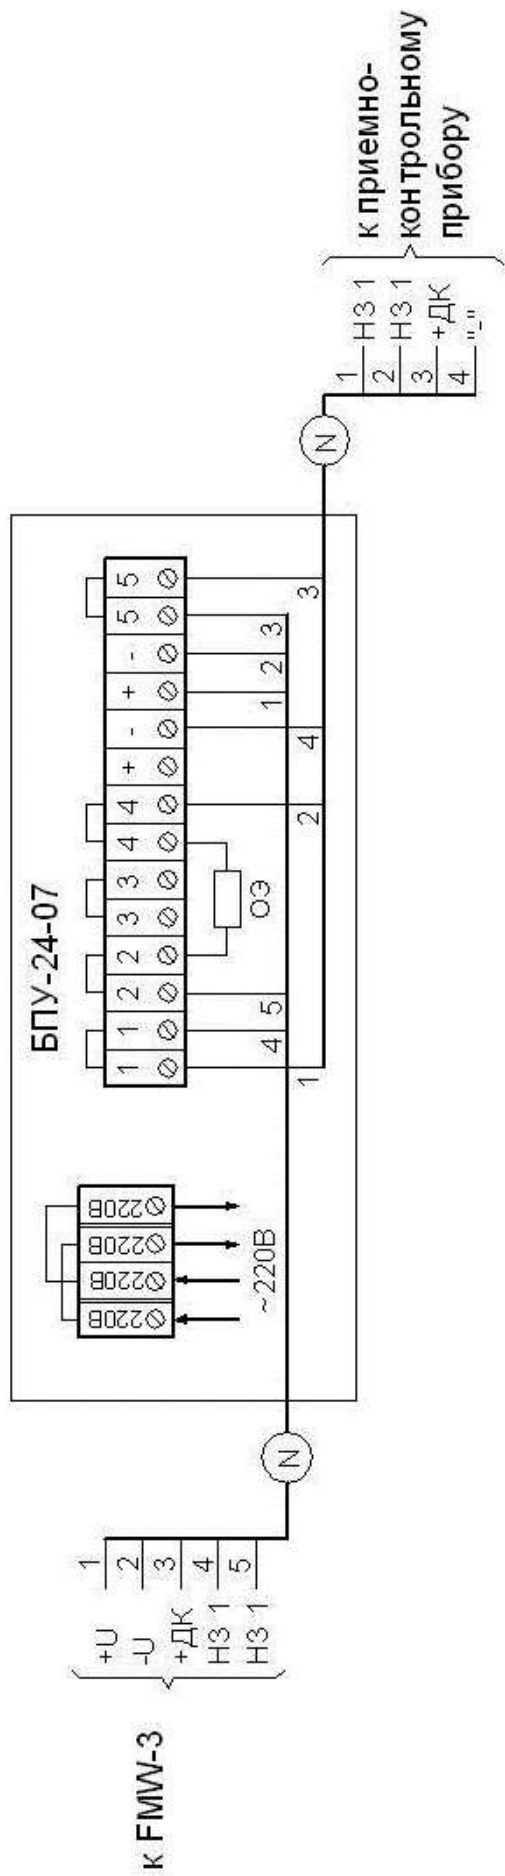 БПУ-24-07
220В 220В 220В 220В
~220В
1 1 2 2 3 3 4 4 + - + - 5 5
ОЭ
4 5 1 2 3
1 2 4 3
N
N
к FMW-3
+U 1
-U 2
+ДК 3
НЗ 1 4
НЗ 1 5
1 НЗ 1
2 НЗ 1
3 +ДК
4 "-"
к приемно-
контрольному
прибору